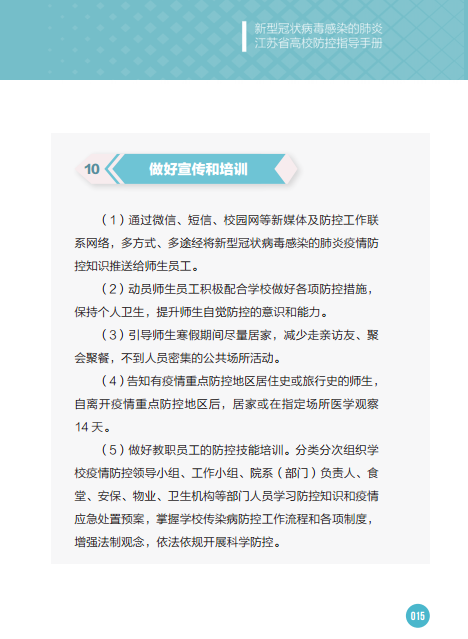 新型冠状病毒感染的肺炎
江苏省高校防控指导手册
10 做好宣传和培训
（1）通过微信、短信、校园网等新媒体及防控工作联
系网络，多方式、多途经将新型冠状病毒感染的肺炎疫情防
控知识推送给师生员工。
（2）动员师生员工积极配合学校做好各项防控措施，
保持个人卫生，提升师生自觉防控的意识和能力。
（3）引导师生寒假期间尽量居家，减少走亲访友、聚
会聚餐，不到人员密集的公共场所活动。
（4）告知有疫情重点防控地区居住史或旅行史的师生，
自离开疫情重点防控地区后，居家或在指定场所医学观察
14 天。
（5）做好教职员工的防控技能培训。分类分次组织学
校疫情防控领导小组、工作小组、院系（部门）负责人、食
堂、安保、物业、卫生机构等部门人员学习防控知识和疫情
应急处置预案，掌握学校传染病防控工作流程和各项制度，
增强法制观念，依法依规开展科学防控。
015